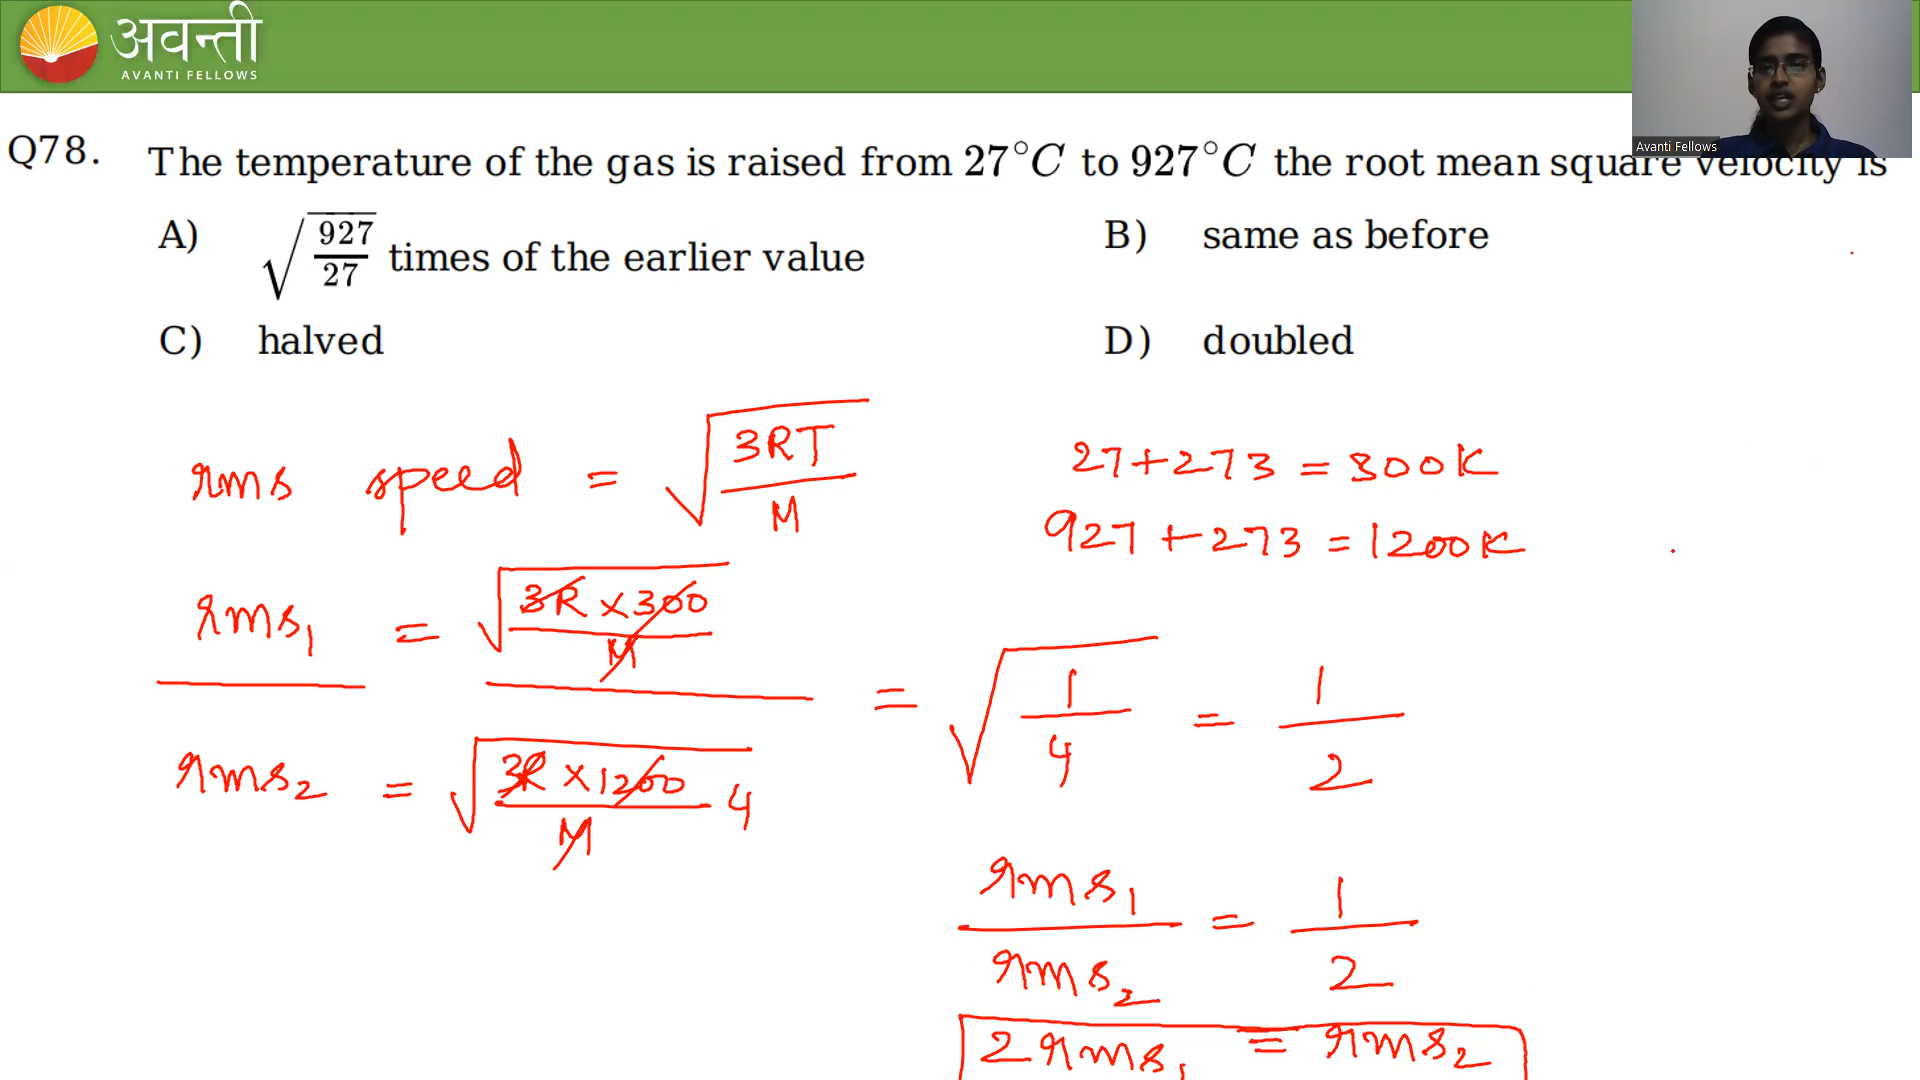 अवन्ती
AVANTI FELLOWS
Avanti Fellows
Q78. The temperature of the gas is raised from 27°C to 927°C the root mean square velocity is
A) √(927/27) times of the earlier value
B) same as before
C) halved
D) doubled
rms speed = √(3RT/M)
27+273 = 300K
927+273 = 1200K
rms₁ = √(3R × 300/M)
rms₂ = √(3R × 1200/M) 4
= √(1/4) = 1/2
rms₁/rms₂ = 1/2
2 rms₁ = rms₂